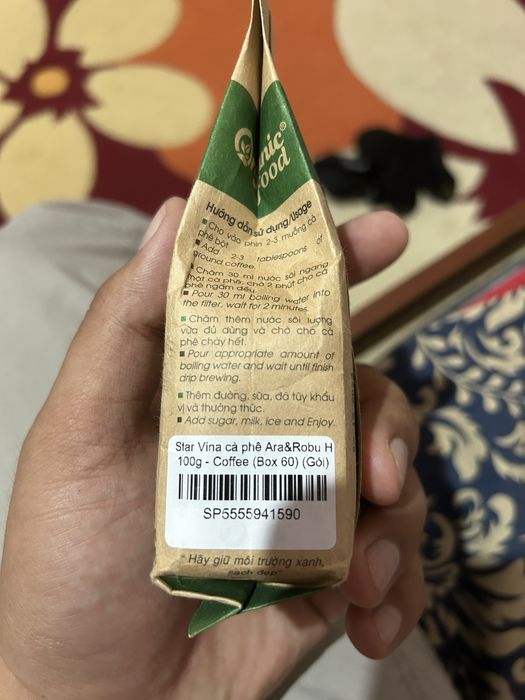 anic®
ood
Hướng dẫn sử dụng/Usage
Cho vào phin 2-3 muỗng cà
phê bột.
Add 2-3 tablespoons of
ground coffee.
Châm 30 ml nước sôi ngang
mặt cà phê, chờ 2 phút cho cà
phê ngấm đều.
Pour 30 ml boiling water into
the filter, wait for 2 minutes.
Châm thêm nước sôi lượng
vừa đủ dùng và chờ cho cà
phê chảy hết.
Pour appropriate amount of
boiling water and wait until finish
drip brewing.
Thêm đường, sữa, đá tùy khẩu
vị và thưởng thức.
Add sugar, milk, ice and Enjoy.
Star Vina cà phê Ara&Robu H
100g - Coffee (Box 60) (Gói)
SP5555941590
" Hãy giữ môi trường xanh,
sạch đẹp"